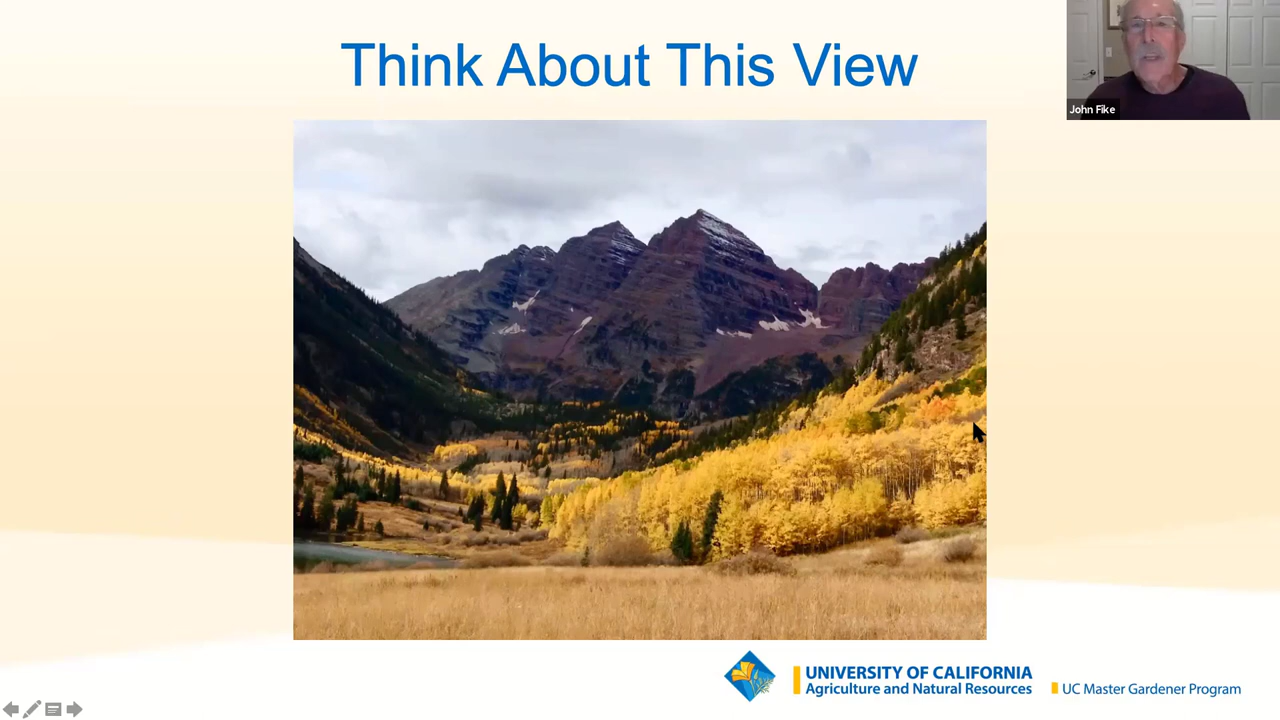 Think About This View
John Fike
UNIVERSITY OF CALIFORNIA
Agriculture and Natural Resources
UC Master Gardener Program